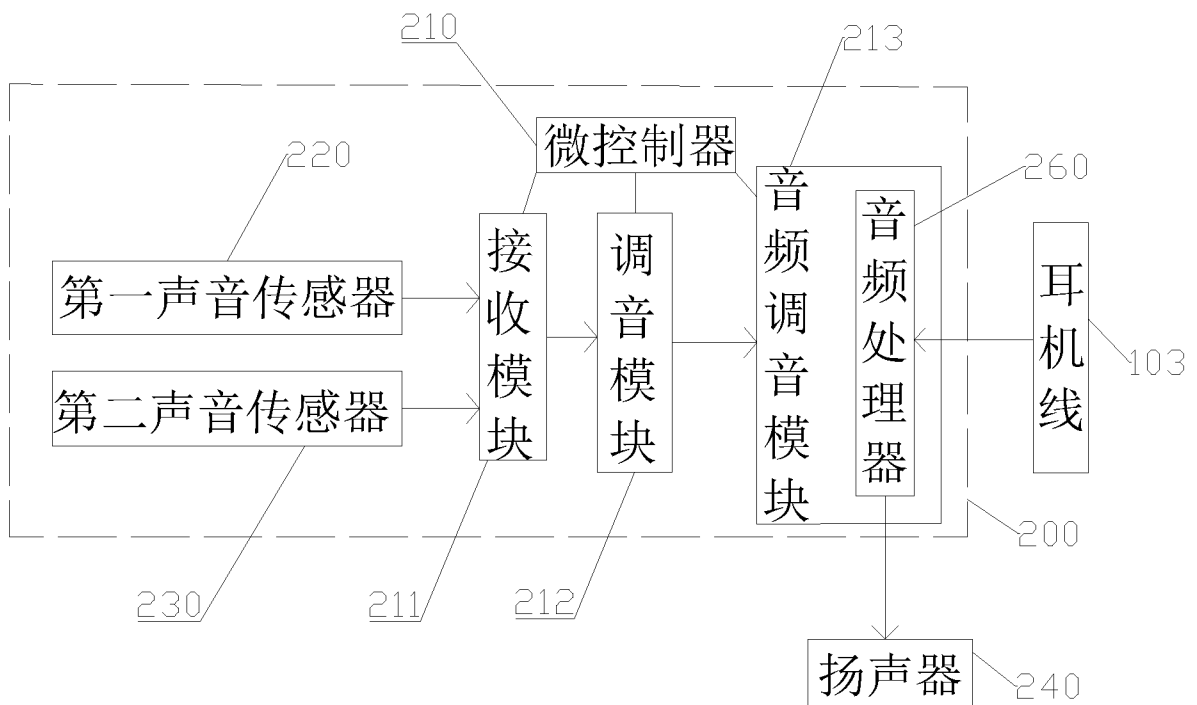 210
213
微控制器
220
260
第一声音传感器
第二声音传感器
接收模块
调音模块
音频调音模块
音频处理器
耳机线
103
200
230
211
212
扬声器
240